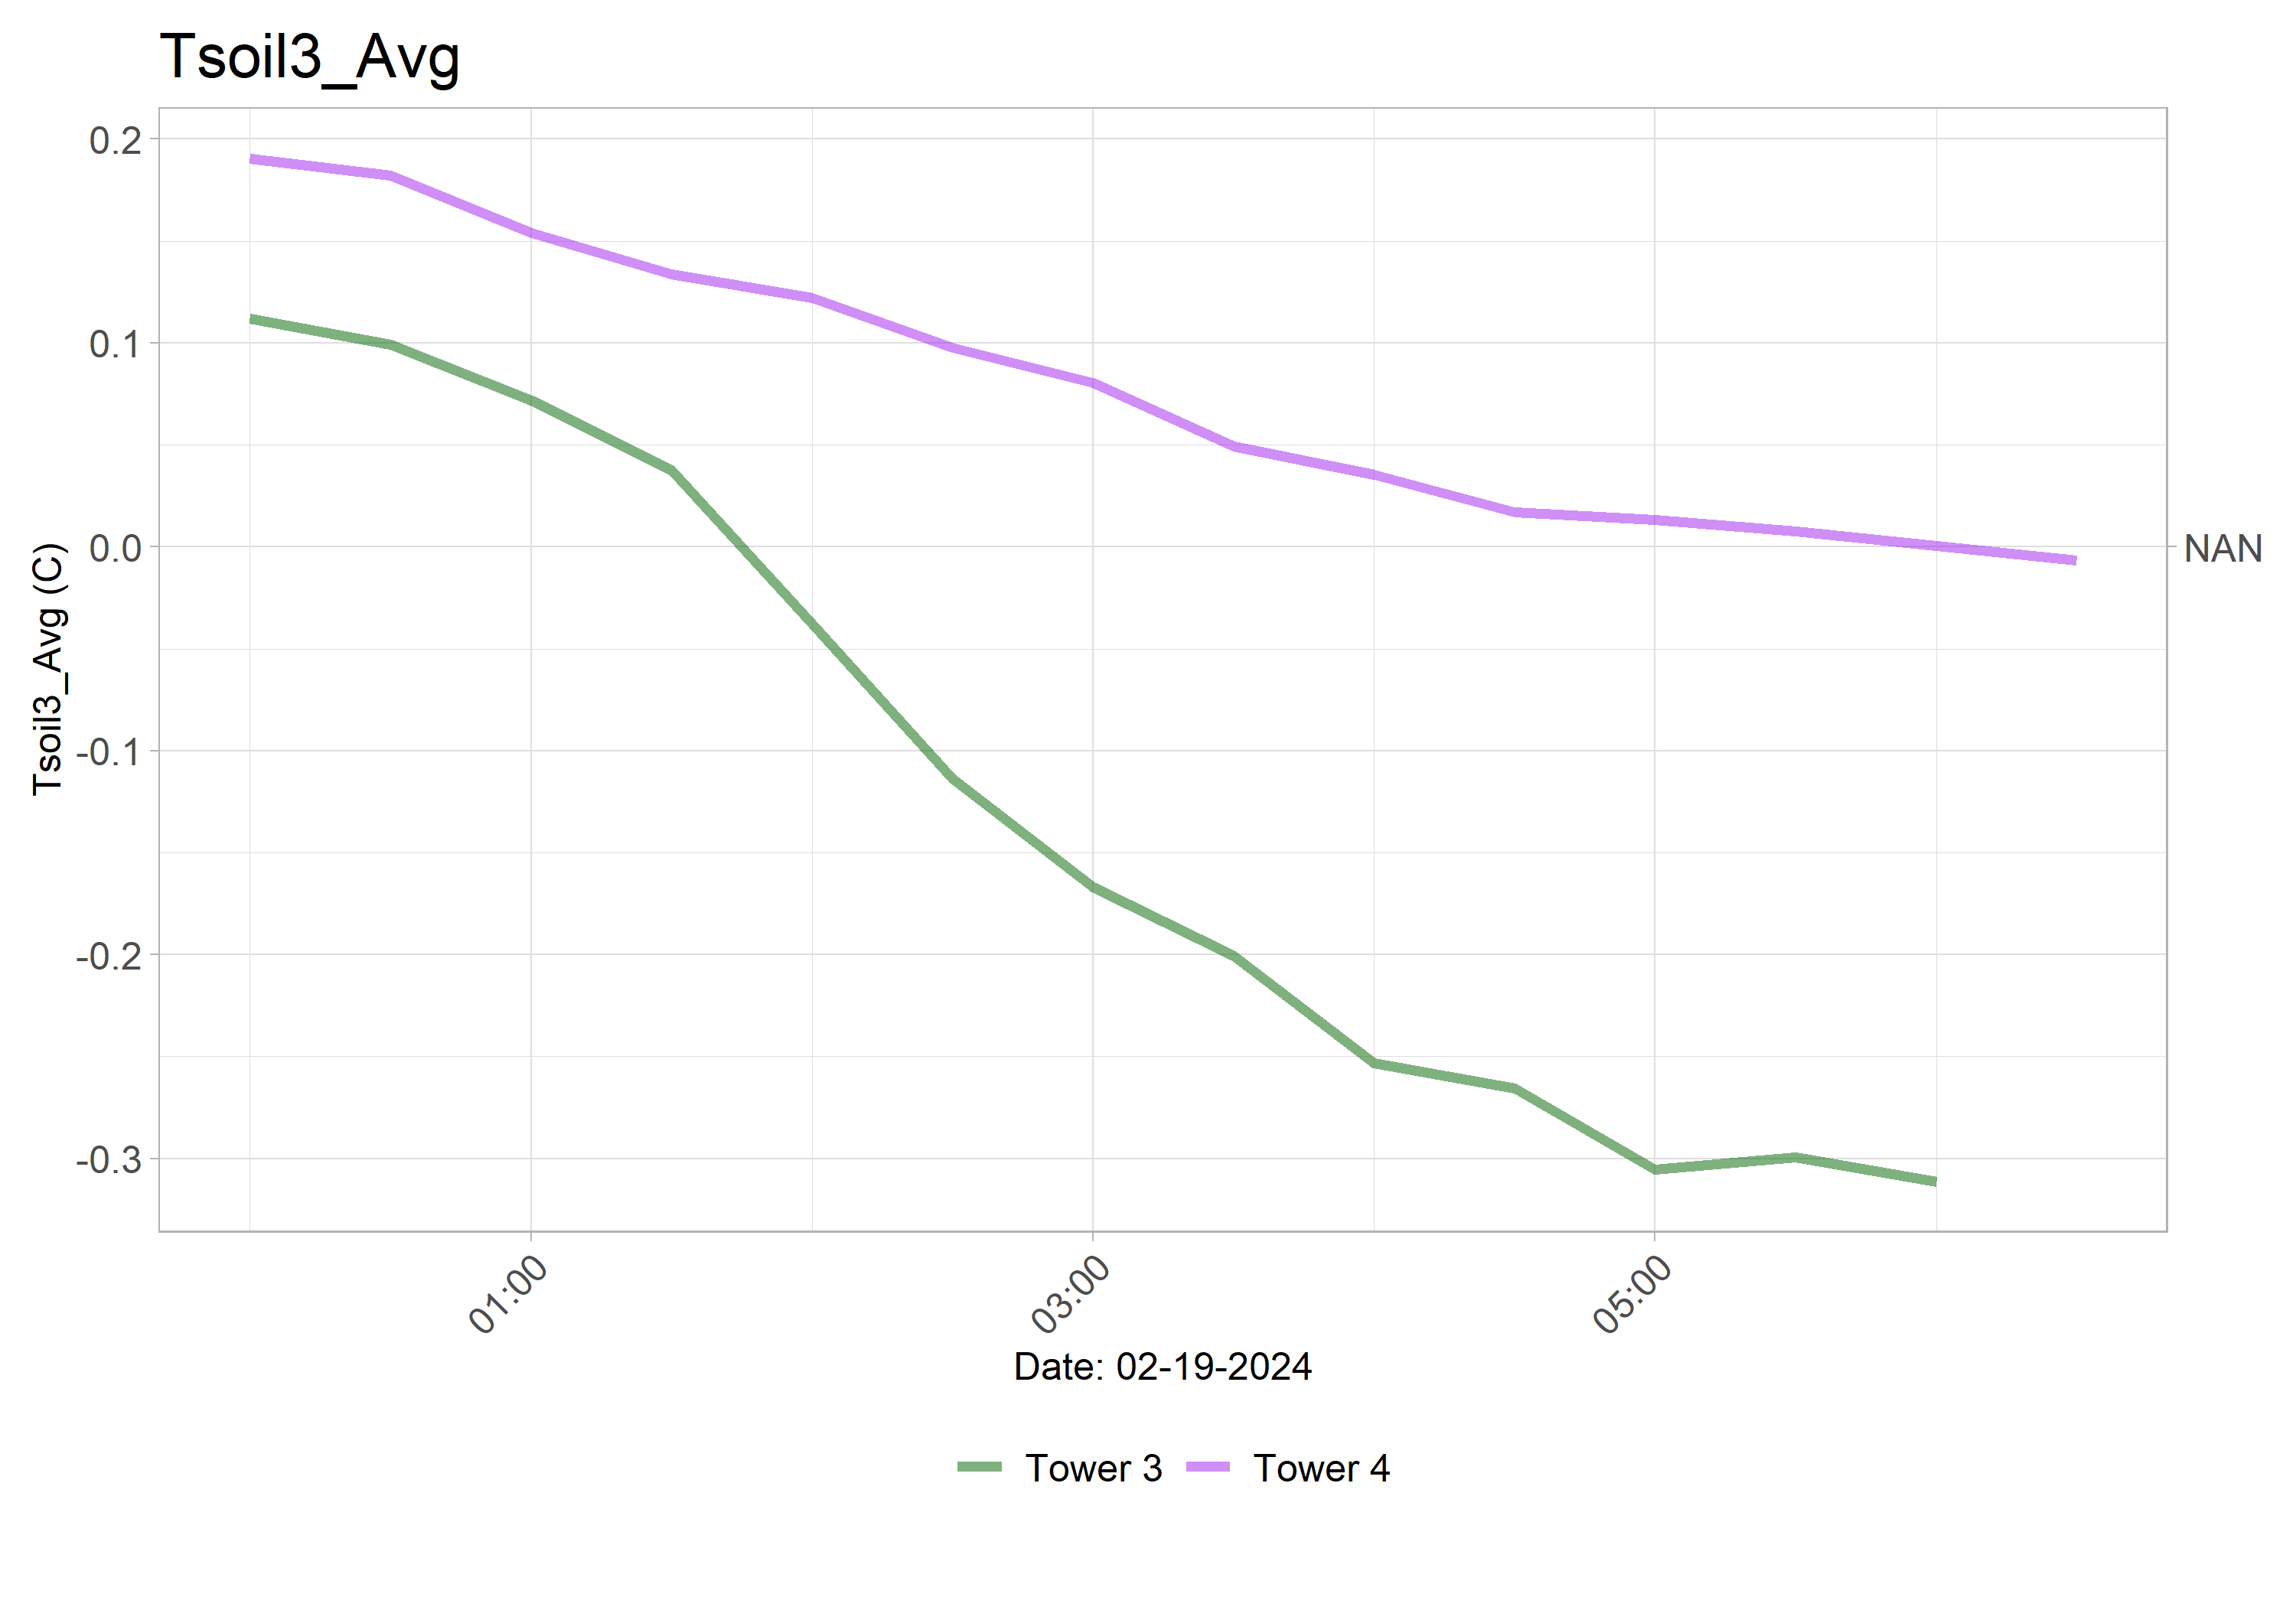 Tsoil3_Avg
0.2
0.1
0.0
-0.1
-0.2
-0.3
Tsoil3_Avg (C)
NAN
01:00
03:00
05:00
Date: 02-19-2024
Tower 3
Tower 4